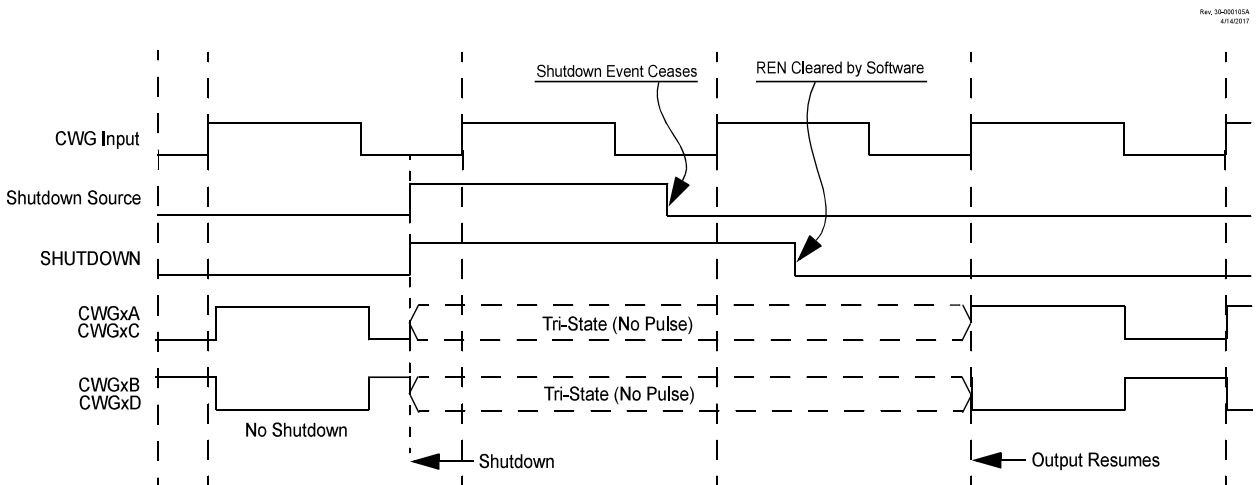 Rev. 30-000105A
4/14/2017
Shutdown Event Ceases
REN Cleared by Software
CWG Input
Shutdown Source
SHUTDOWN
CWGxA
CWGxC
Tri-State (No Pulse)
CWGxB
CWGxD
Tri-State (No Pulse)
No Shutdown
Shutdown
Output Resumes